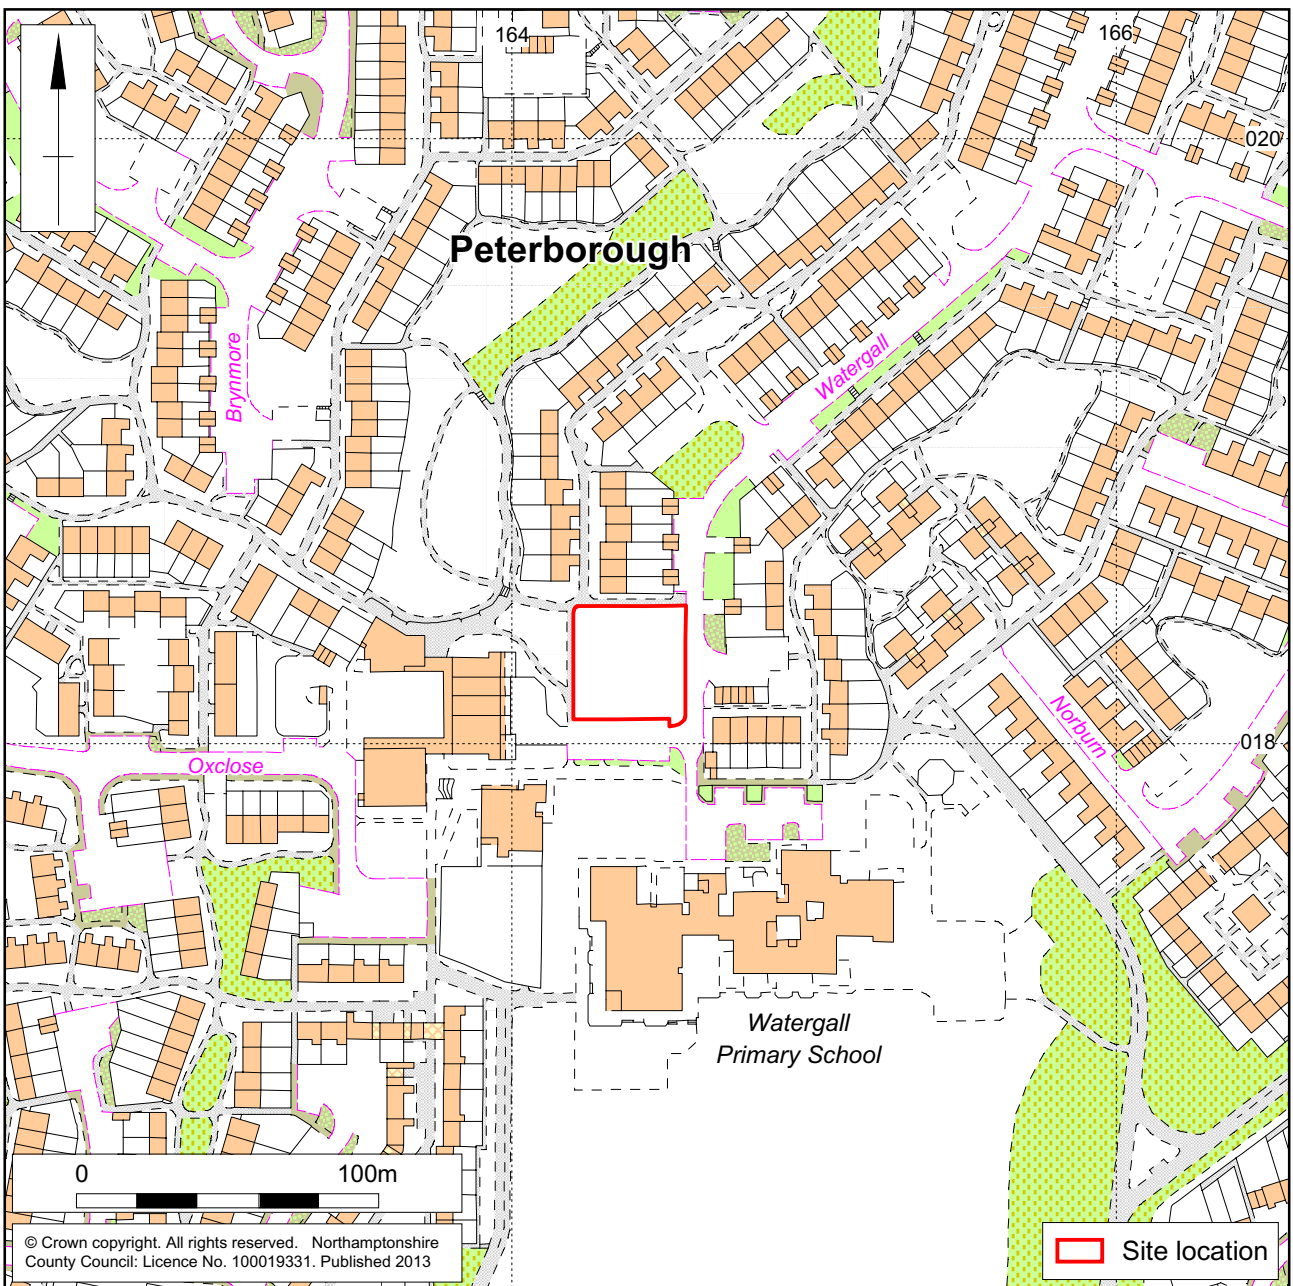 164
166
020
Peterborough
Brynmore
Watergall
Norburn
018
Oxclose
Watergall
Primary School
0 100m
© Crown copyright. All rights reserved. Northamptonshire
County Council: Licence No. 100019331. Published 2013
Site location